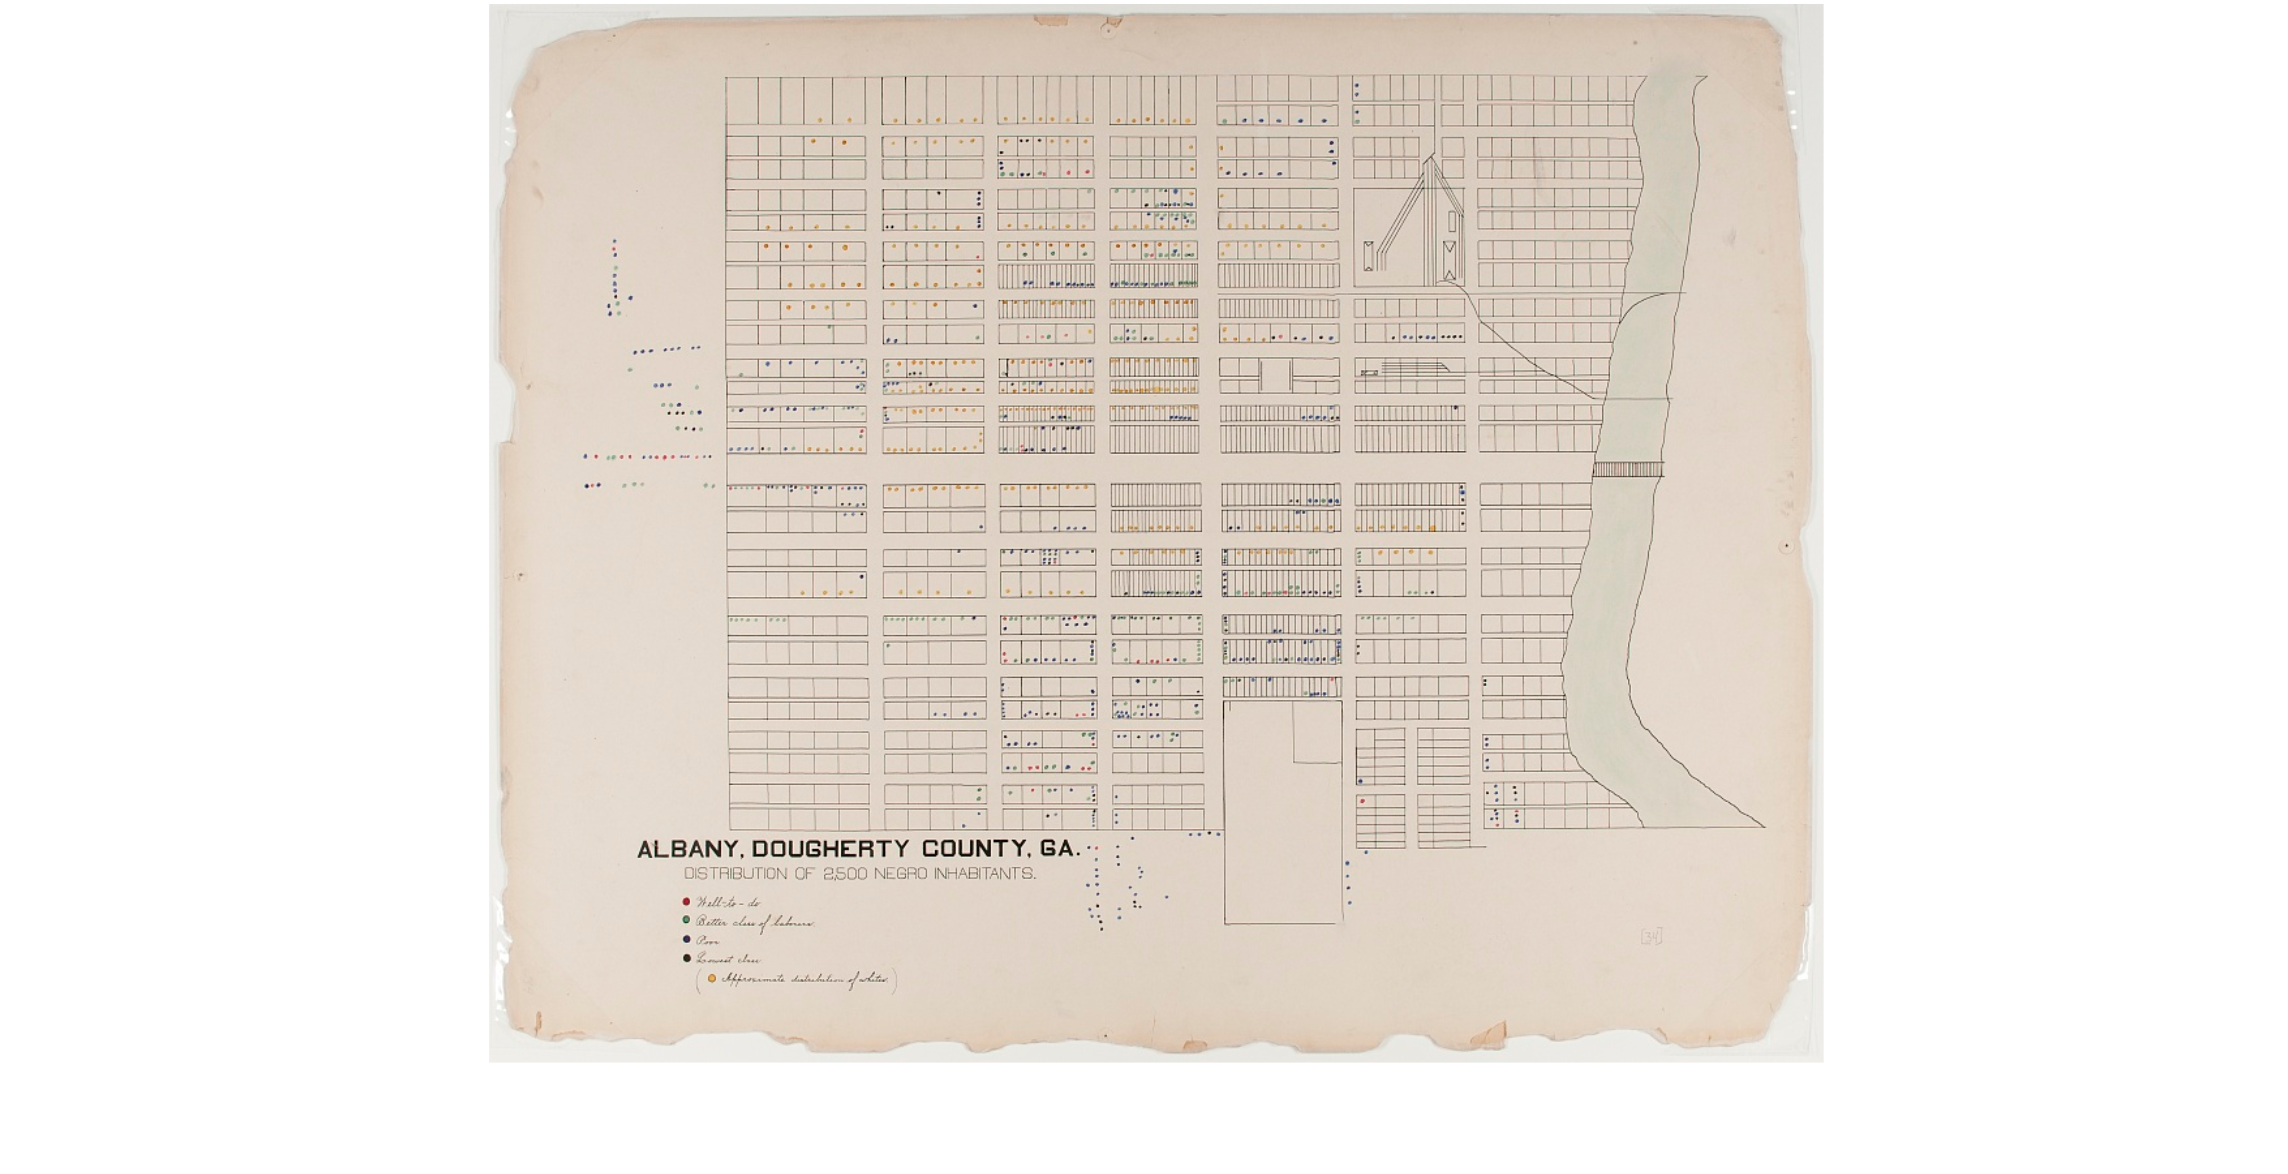 ALBANY, DOUGHERTY COUNTY, GA.
DISTRIBUTION OF 2,500 NEGRO INHABITANTS.
Well-to-do
Better class of laborers.
Poor
Lowest class
(Approximate distribution of whites.)
[34]